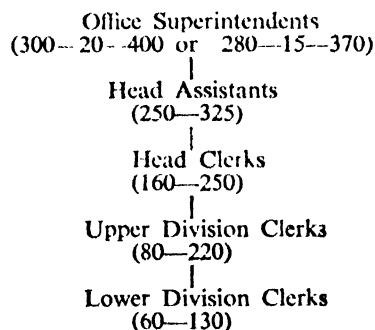 Office Superintendents
(300—20—400 or 280—15—370)
Head Assistants
(250—325)
Head Clerks
(160—250)
Upper Division Clerks
(80—220)
Lower Division Clerks
(60—130)